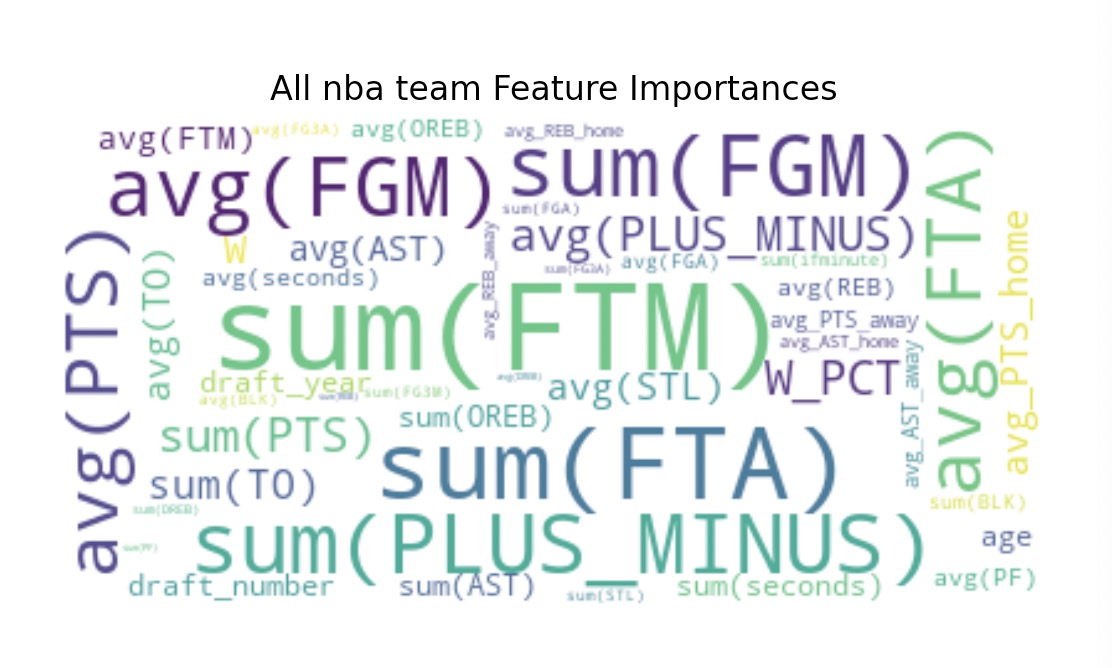 All nba team Feature Importances
avg(FTM)
avg(FG3A)
avg(OREB)
avg_REB_home
avg(FGM)
sum(FGM)
sum(FGA)
avg(FTA)
avg(PTS)
avg(TO)
W
avg(AST)
avg_REB_away
avg(PLUS_MINUS)
avg_PTS_home
avg(seconds)
sum(FG3A)
avg(FGA)
sum(ifminute)
sum(FTM)
avg(REB)
avg_PTS_away
avg_AST_home
draft_year
avg(BLK)
sum(FG3M)
avg(DREB)
avg(STL)
W_PCT
avg_AST_away
sum(OREB)
sum(PTS)
sum(FTA)
sum(TO)
sum(DREB)
sum(BLK)
sum(PF)
sum(PLUS_MINUS)
age
draft_number
sum(AST)
sum(STL)
sum(seconds)
avg(PF)